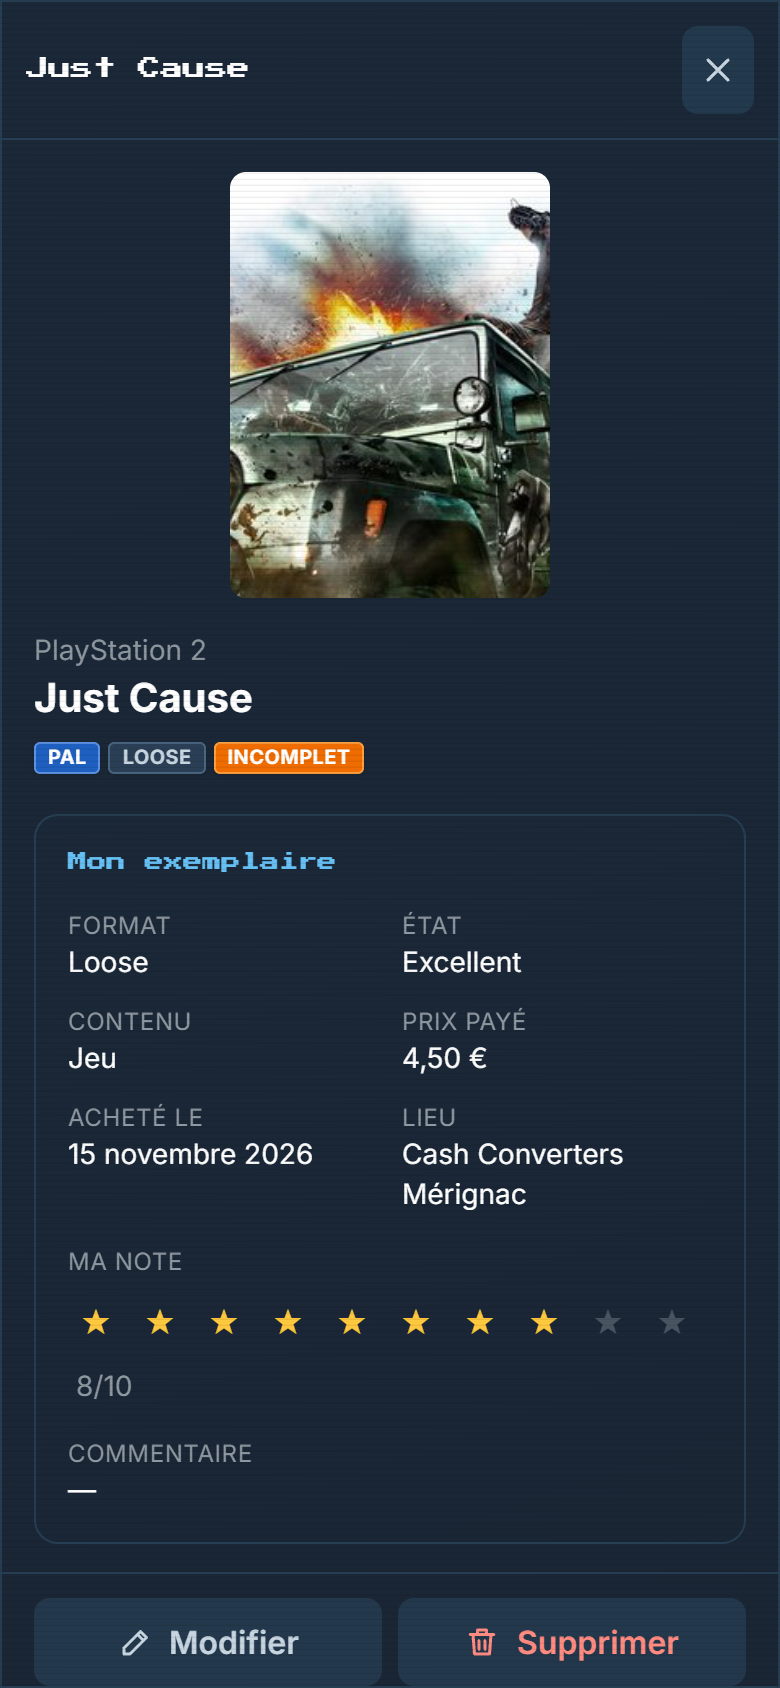 Just Cause
PlayStation 2
Just Cause
PAL LOOSE INCOMPLET
Mon exemplaire
FORMAT ÉTAT
Loose Excellent
CONTENU PRIX PAYÉ
Jeu 4,50 €
ACHETÉ LE LIEU
15 novembre 2026 Cash Converters
Mérignac
MA NOTE
★ ★ ★ ★ ★ ★ ★ ★ ★ ★
8/10
COMMENTAIRE
—
Modifier Supprimer